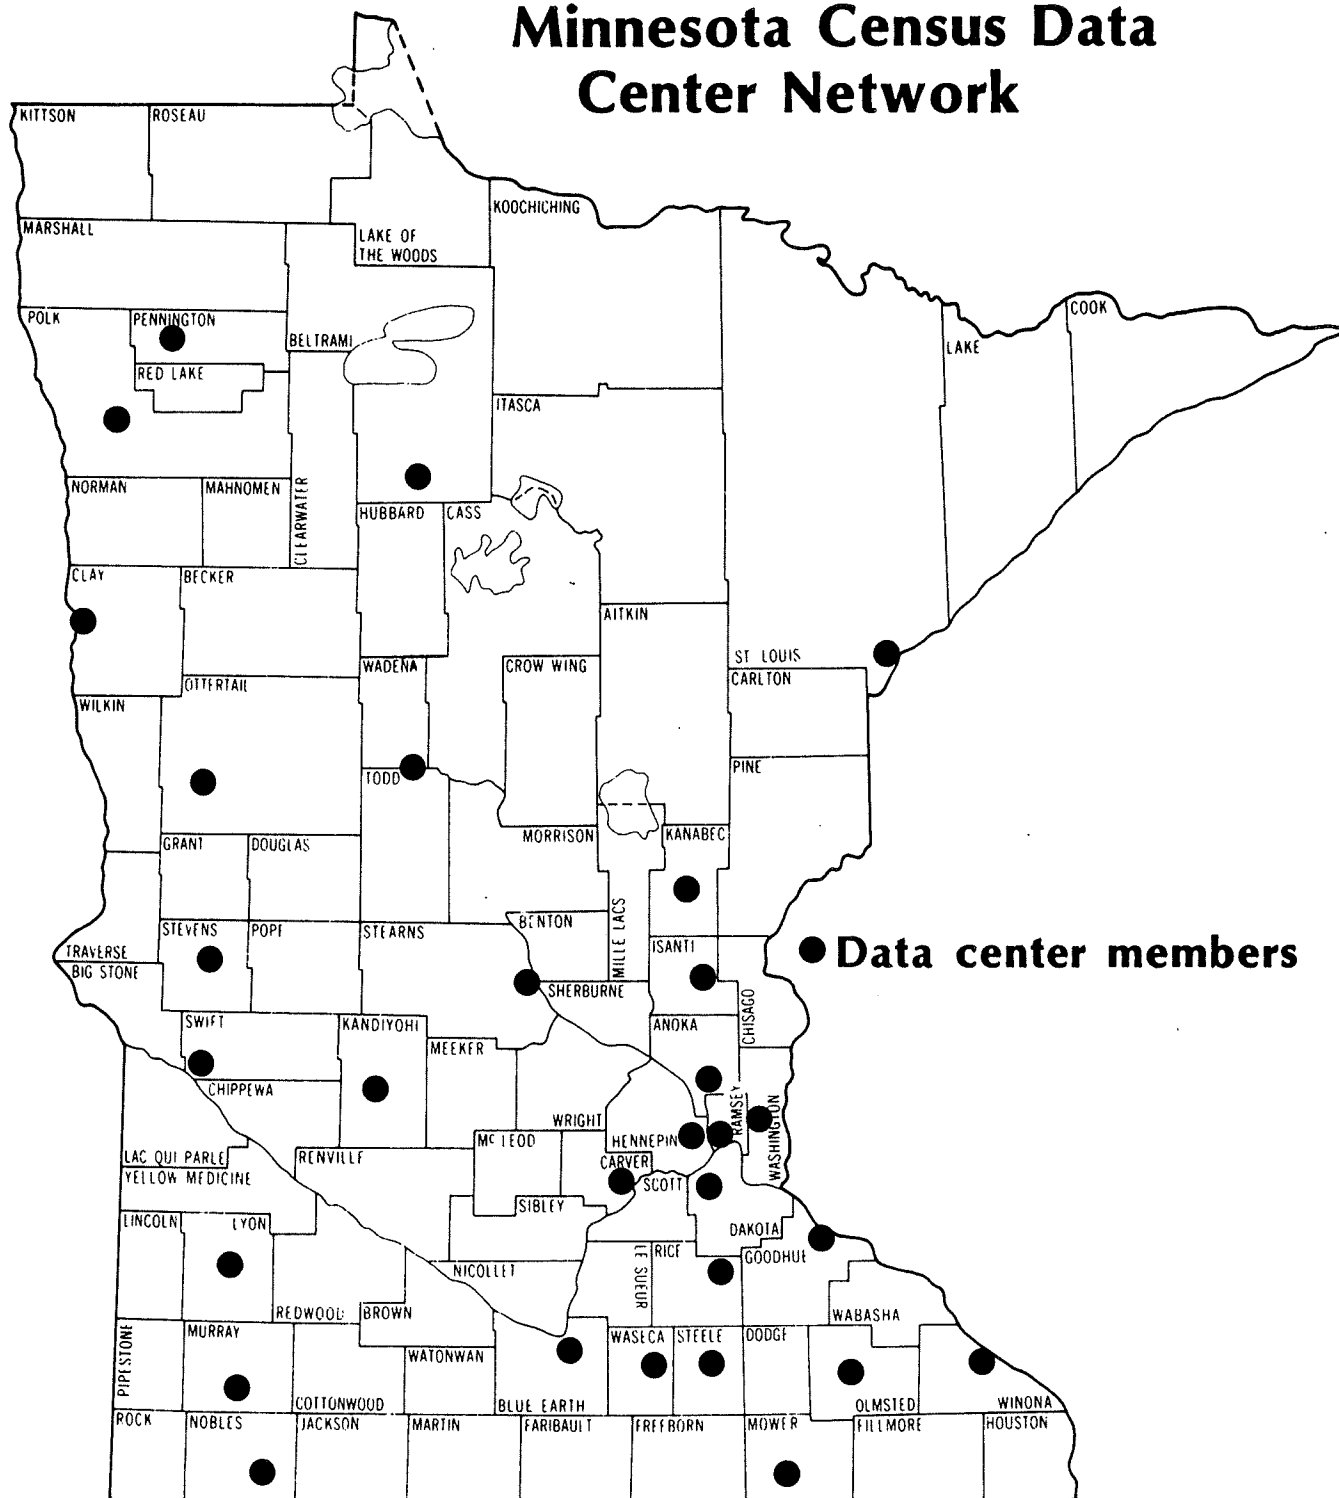 Minnesota Census Data
Center Network
KITTSON
ROSEAU
KOOCHICHING
MARSHALL
LAKE OF
THE WOODS
POLK
PENNINGTON
BELTRAMI
COOK
LAKE
RED LAKE
ITASCA
NORMAN
MAHNOMEN
CLEARWATER
HUBBARD
CASS
CLAY
BECKER
AITKIN
ST LOUIS
WADENA
CROW WING
CARLTON
OTTERTAIL
WILKIN
PINE
TODD
MORRISON
KANABEC
GRANT
DOUGLAS
BENTON
MILLE LACS
STEVENS
POPE
STEARNS
ISANTI
TRAVERSE
BIG STONE
Data center members
SHERBURNE
CHISAGO
SWIFT
KANDIYOHI
ANOKA
MEEKER
CHIPPEWA
WRIGHT
RAMSEY
WASHINGTON
HENNEPIN
Mc LEOD
LAC QUI PARLE
RENVILLE
CARVER
YELLOW MEDICINE
SCOTT
SIBLEY
LINCOLN
LYON
DAKOTA
GOODHUE
RICE
LE SUEUR
NICOLLET
REDWOOD
BROWN
WABASHA
PIPESTONE
MURRAY
WASECA
STEELE
DODGE
WATONWAN
COTTONWOOD
BLUE EARTH
OLMSTED
WINONA
ROCK
NOBLES
JACKSON
MARTIN
FARIBAULT
FREEBORN
MOWER
FILLMORE
HOUSTON